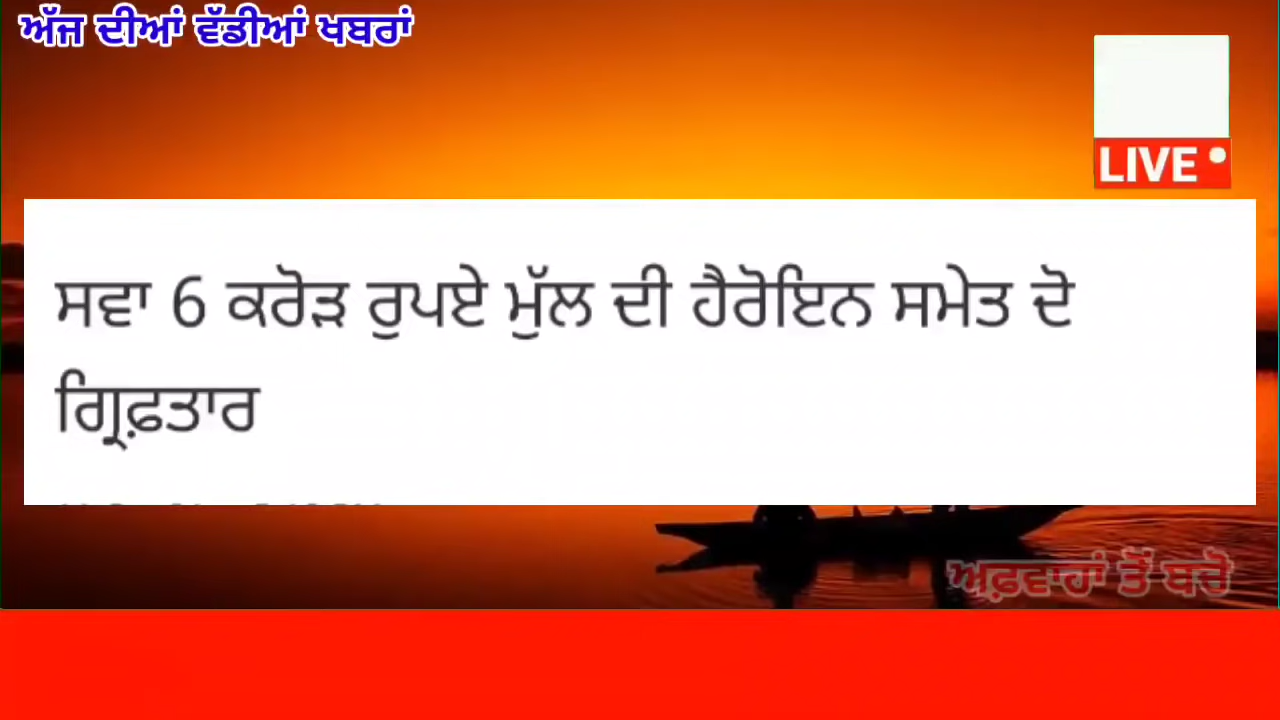 ਅੱਜ ਦੀਆਂ ਵੱਡੀਆਂ ਖਬਰਾਂ
LIVE
ਸਵਾ 6 ਕਰੋੜ ਰੁਪਏ ਮੁੱਲ ਦੀ ਹੈਰੋਇਨ ਸਮੇਤ ਦੋ
ਗ੍ਰਿਫ਼ਤਾਰ
ਅਫ਼ਵਾਹਾਂ ਤੋਂ ਬਚੋ